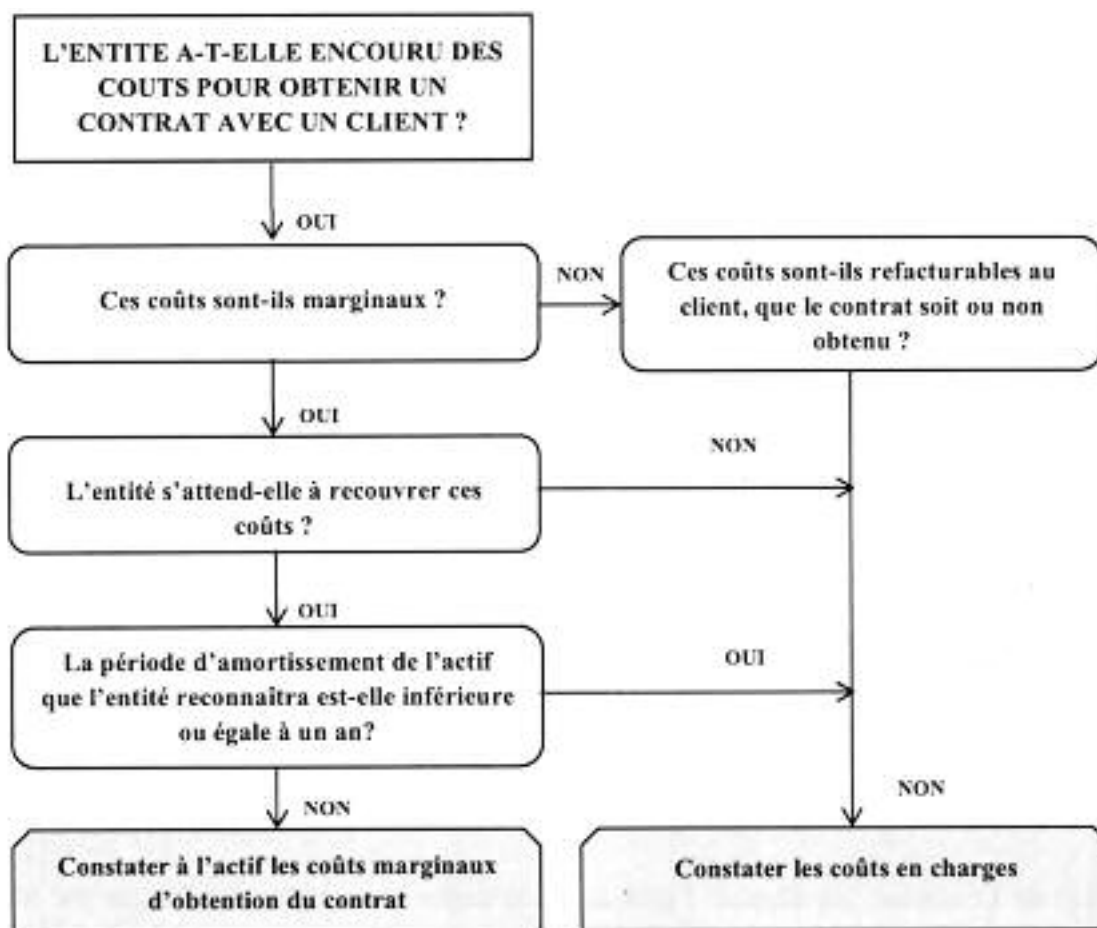 L'ENTITE A-T-ELLE ENCOURU DES
COUTS POUR OBTENIR UN
CONTRAT AVEC UN CLIENT ?
OUI
Ces coûts sont-ils marginaux ?
NON
Ces coûts sont-ils refacturables au
client, que le contrat soit ou non
obtenu ?
OUI
L'entité s'attend-elle à recouvrer ces
coûts ?
NON
OUI
La période d'amortissement de l'actif
que l'entité reconnaîtra est-elle inférieure
ou égale à un an?
OUI
NON
NON
Constater à l'actif les coûts marginaux
d'obtention du contrat
Constater les coûts en charges